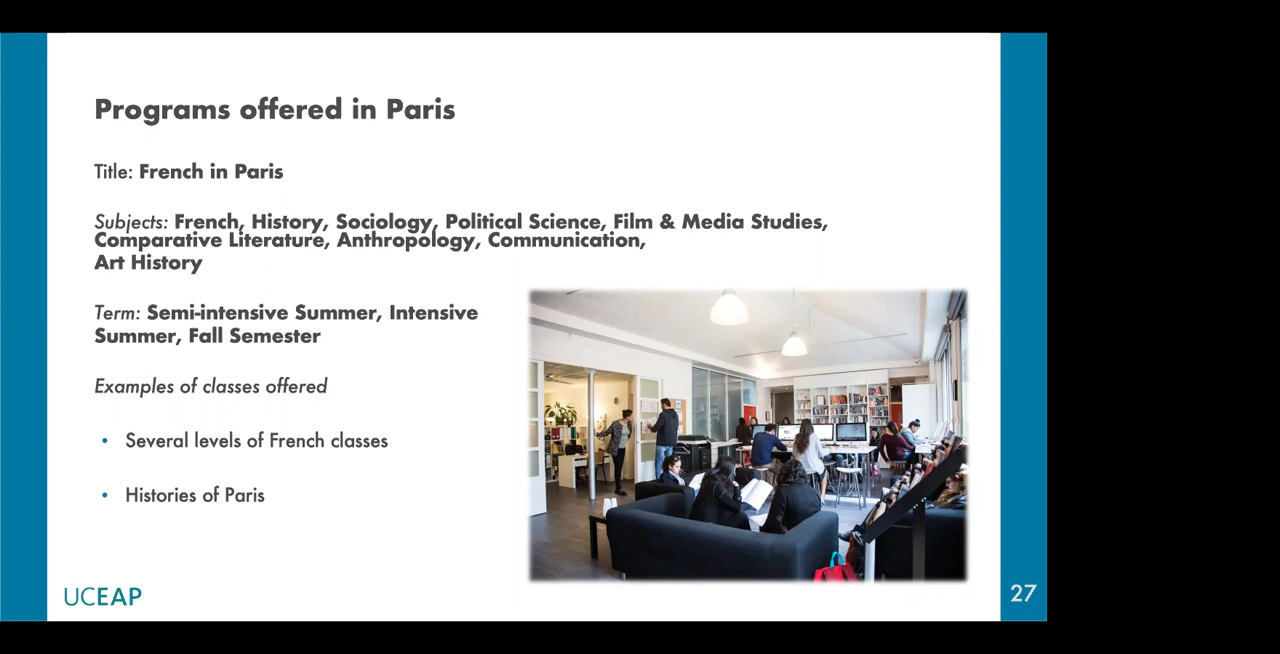 Programs offered in Paris
Title: French in Paris
Subjects: French, History, Sociology, Political Science, Film & Media Studies,
Comparative Literature, Anthropology, Communication,
Art History
Term: Semi-intensive Summer, Intensive
Summer, Fall Semester
Examples of classes offered
• Several levels of French classes
• Histories of Paris
UCEAP
27